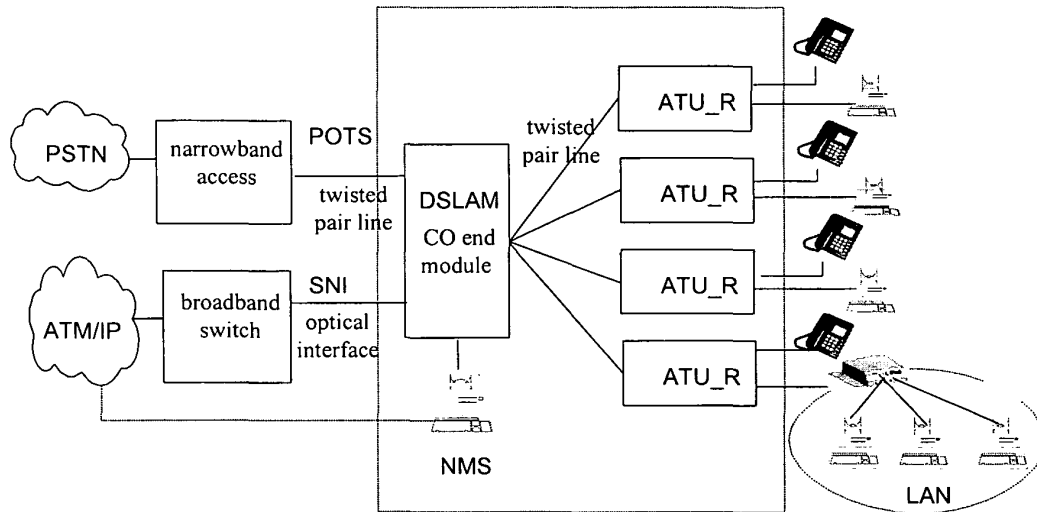 PSTN
narrowband
access
POTS
twisted
pair line
ATM/IP
broadband
switch
SNI
optical
interface
DSLAM
CO end
module
NMS
twisted
pair line
ATU_R
ATU_R
ATU_R
ATU_R
LAN